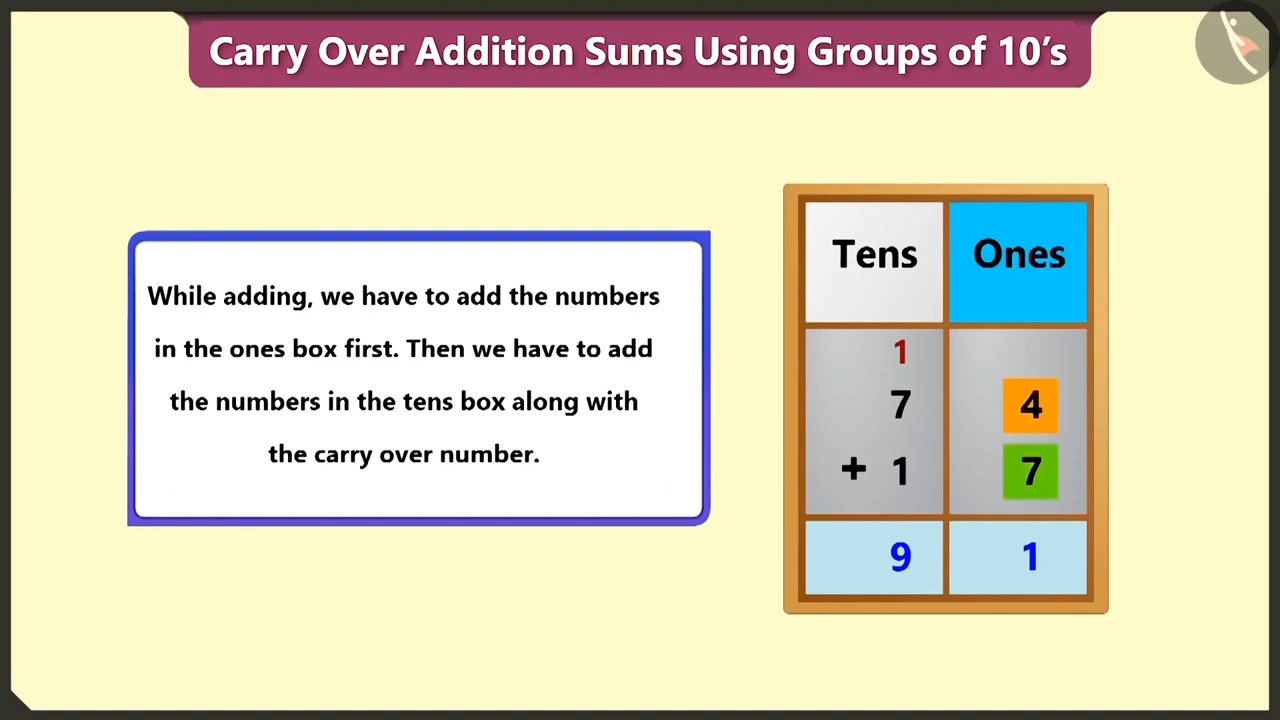 Carry Over Addition Sums Using Groups of 10's
While adding, we have to add the numbers
in the ones box first. Then we have to add
the numbers in the tens box along with
the carry over number.
Tens Ones
1
7 4
+ 1 7
9 1